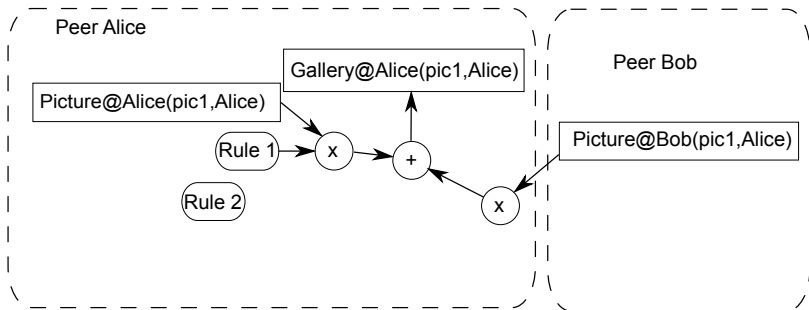 Peer Alice
Gallery@Alice(pic1,Alice)
Peer Bob
Picture@Alice(pic1,Alice)
Picture@Bob(pic1,Alice)
Rule 1
x
+
Rule 2
x